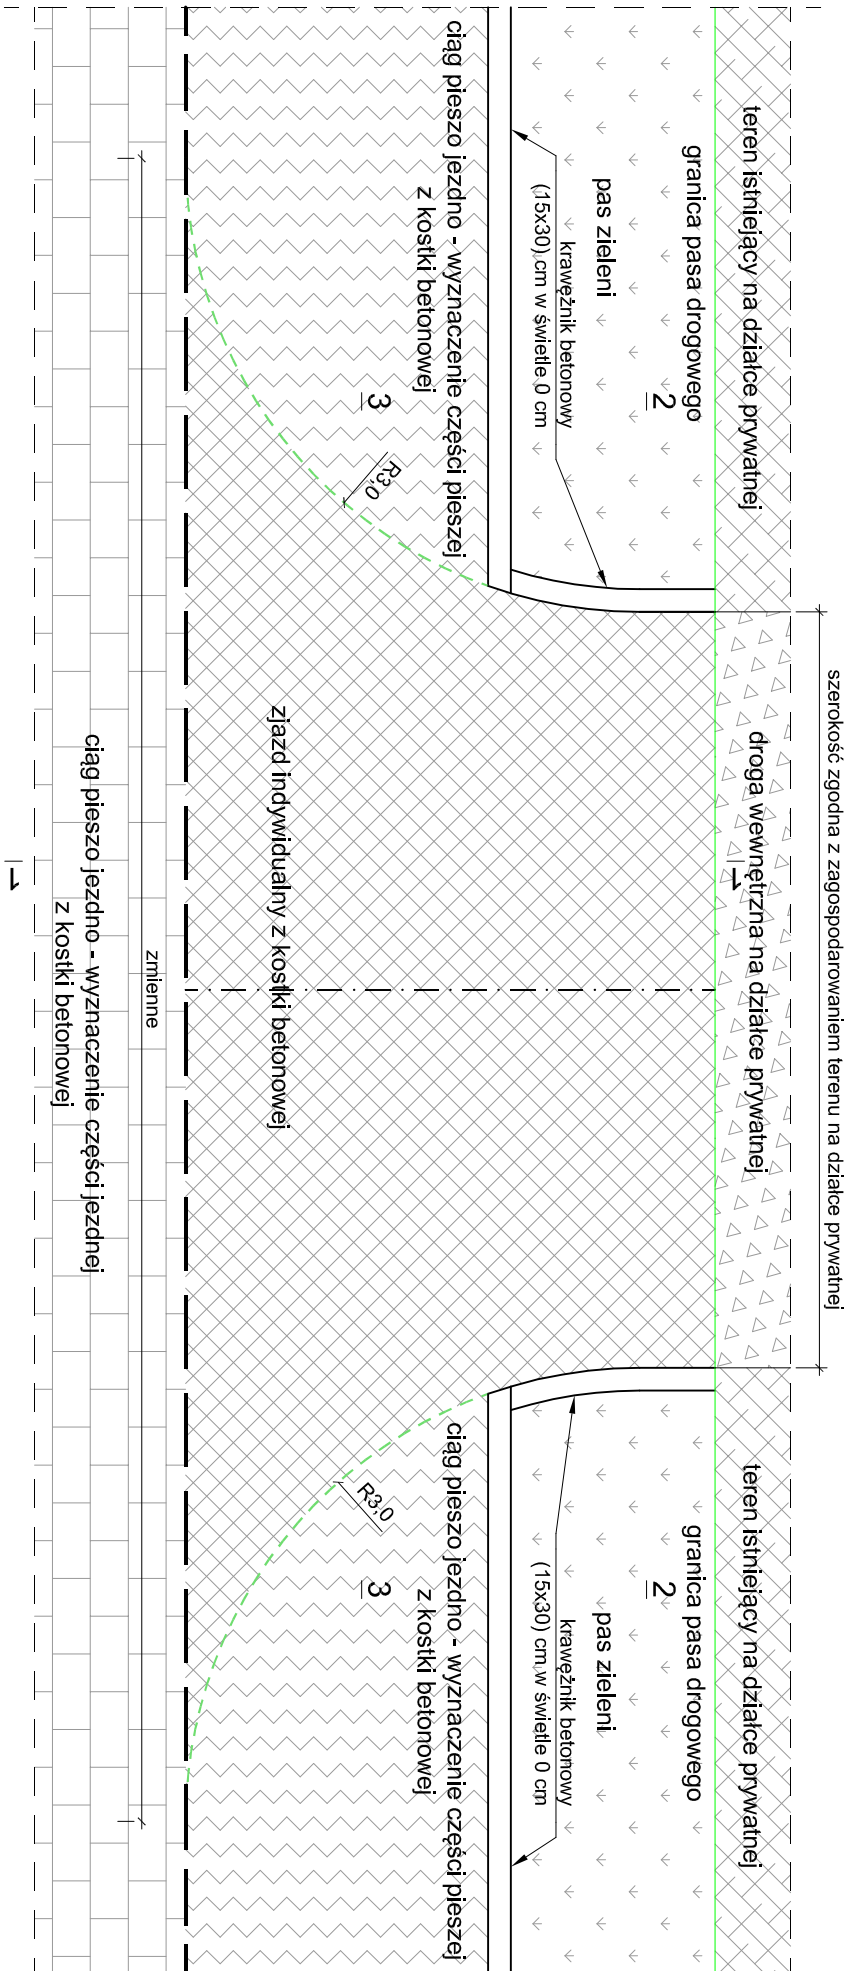 szerokość zgodna z zagospodarowaniem terenu na działce prywatnej
teren istniejący na działce prywatnej
droga wewnętrzna na działce prywatnej
teren istniejący na działce prywatnej
granica pasa drogowego
granica pasa drogowego
2
2
1
pas zieleni
pas zieleni
krawężnik betonowy
(15x30) cm w świetle 0 cm
krawężnik betonowy
(15x30) cm w świetle 0 cm
ciąg pieszo jezdno - wyznaczenie części pieszej
z kostki betonowej
ciąg pieszo jezdno - wyznaczenie części pieszej
z kostki betonowej
3
3
R3,0
R3,0
zjazd indywidualny z kostki betonowej
zmienne
ciąg pieszo jezdno - wyznaczenie części jezdnej
z kostki betonowej
1